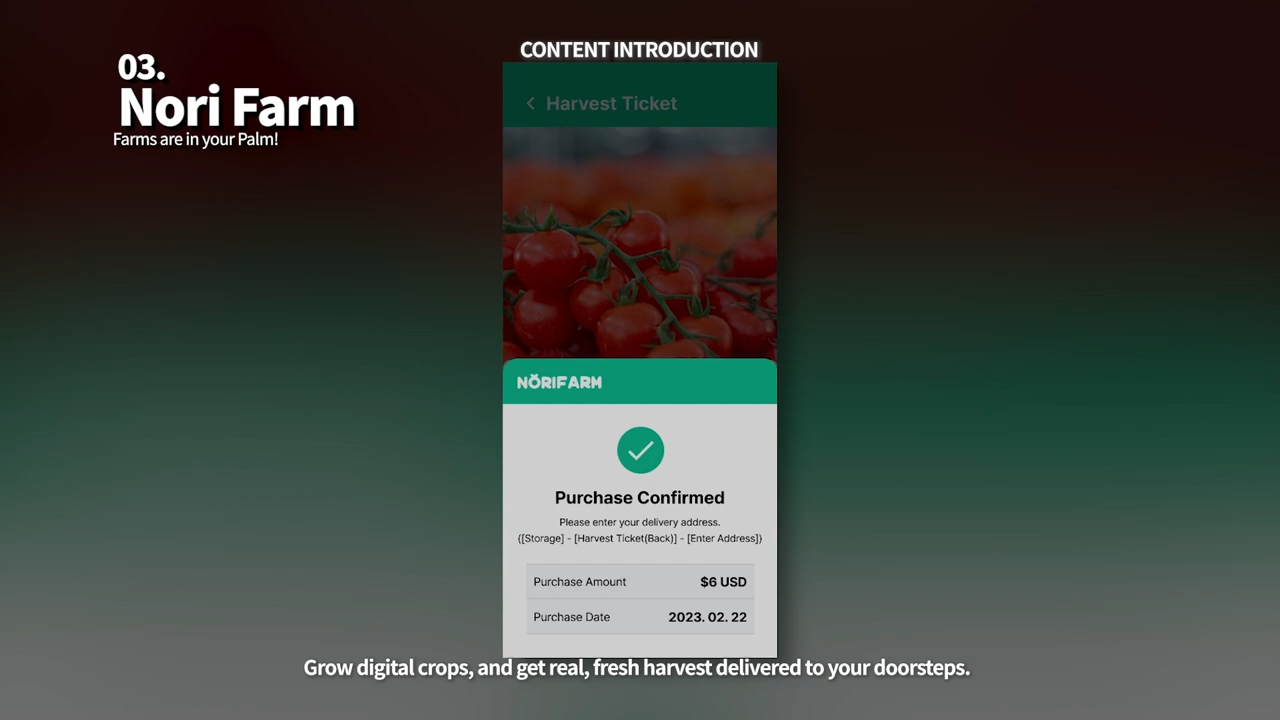 CONTENT INTRODUCTION
03.
Nori Farm
Farms are in your Palm!
Harvest Ticket
NORIFARM
Purchase Confirmed
Please enter your delivery address.
([Storage] - [Harvest Ticket(Back)] - [Enter Address])
Purchase Amount $6 USD
Purchase Date 2023. 02. 22
Grow digital crops, and get real, fresh harvest delivered to your doorsteps.